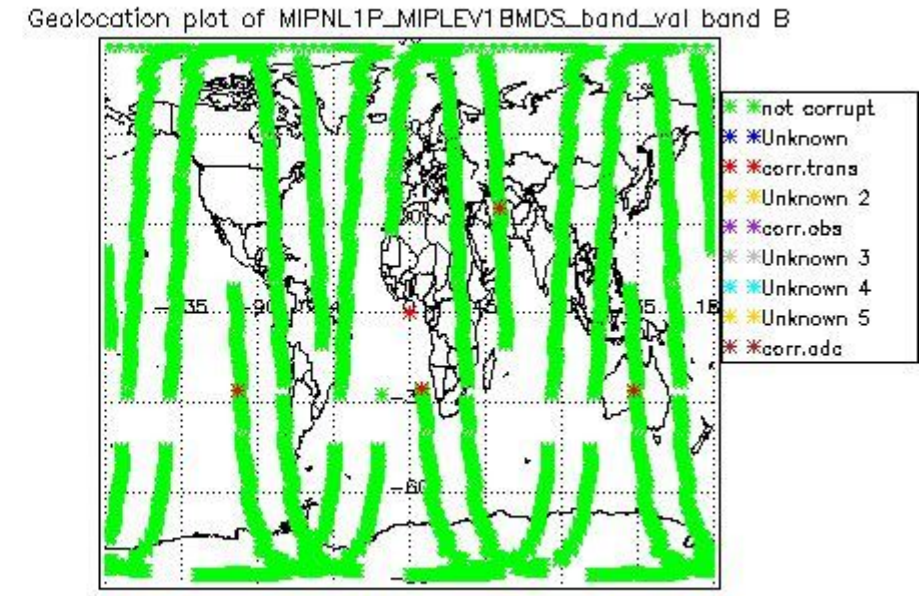 Geolocation plot of MIPNL1P_MIPLEV1BMDS_band_val band B
not corrupt
Unknown
corr.trans
Unknown 2
corr.obs
Unknown 3
Unknown 4
Unknown 5
corr.adc
-90
-60